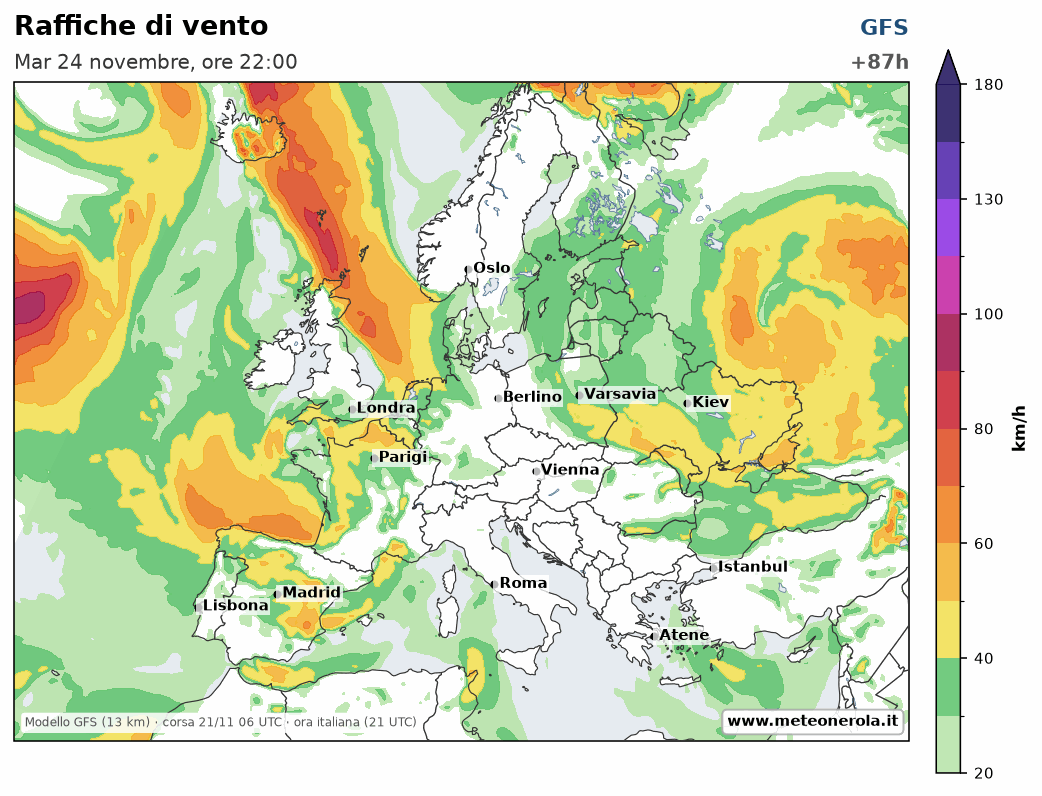 Raffiche di vento
GFS
Mar 24 novembre, ore 22:00
+87h
180
130
100
80
60
40
20
km/h
Oslo
Londra
Berlino
Varsavia
Kiev
Parigi
Vienna
Istanbul
Roma
Madrid
Lisbona
Atene
Modello GFS (13 km) · corsa 21/11 06 UTC · ora italiana (21 UTC)
www.meteonerola.it